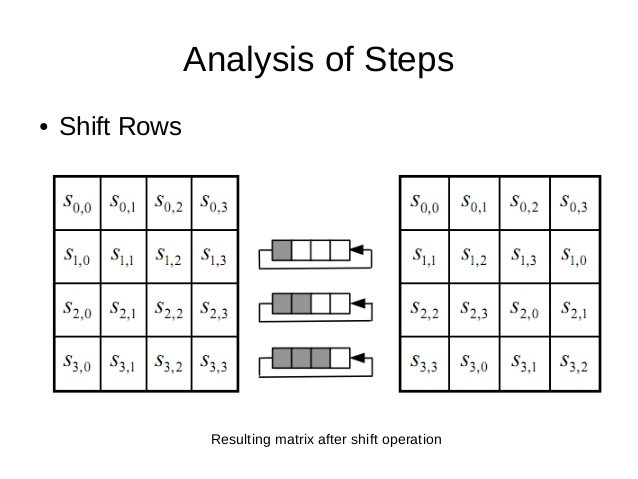 Analysis of Steps
• Shift Rows
S0,0 S0,1 S0,2 S0,3 S0,0 S0,1 S0,2 S0,3
S1,0 S1,1 S1,2 S1,3 S1,1 S1,2 S1,3 S1,0
S2,0 S2,1 S2,2 S2,3 S2,2 S2,3 S2,0 S2,1
S3,0 S3,1 S3,2 S3,3 S3,3 S3,0 S3,1 S3,2
Resulting matrix after shift operation